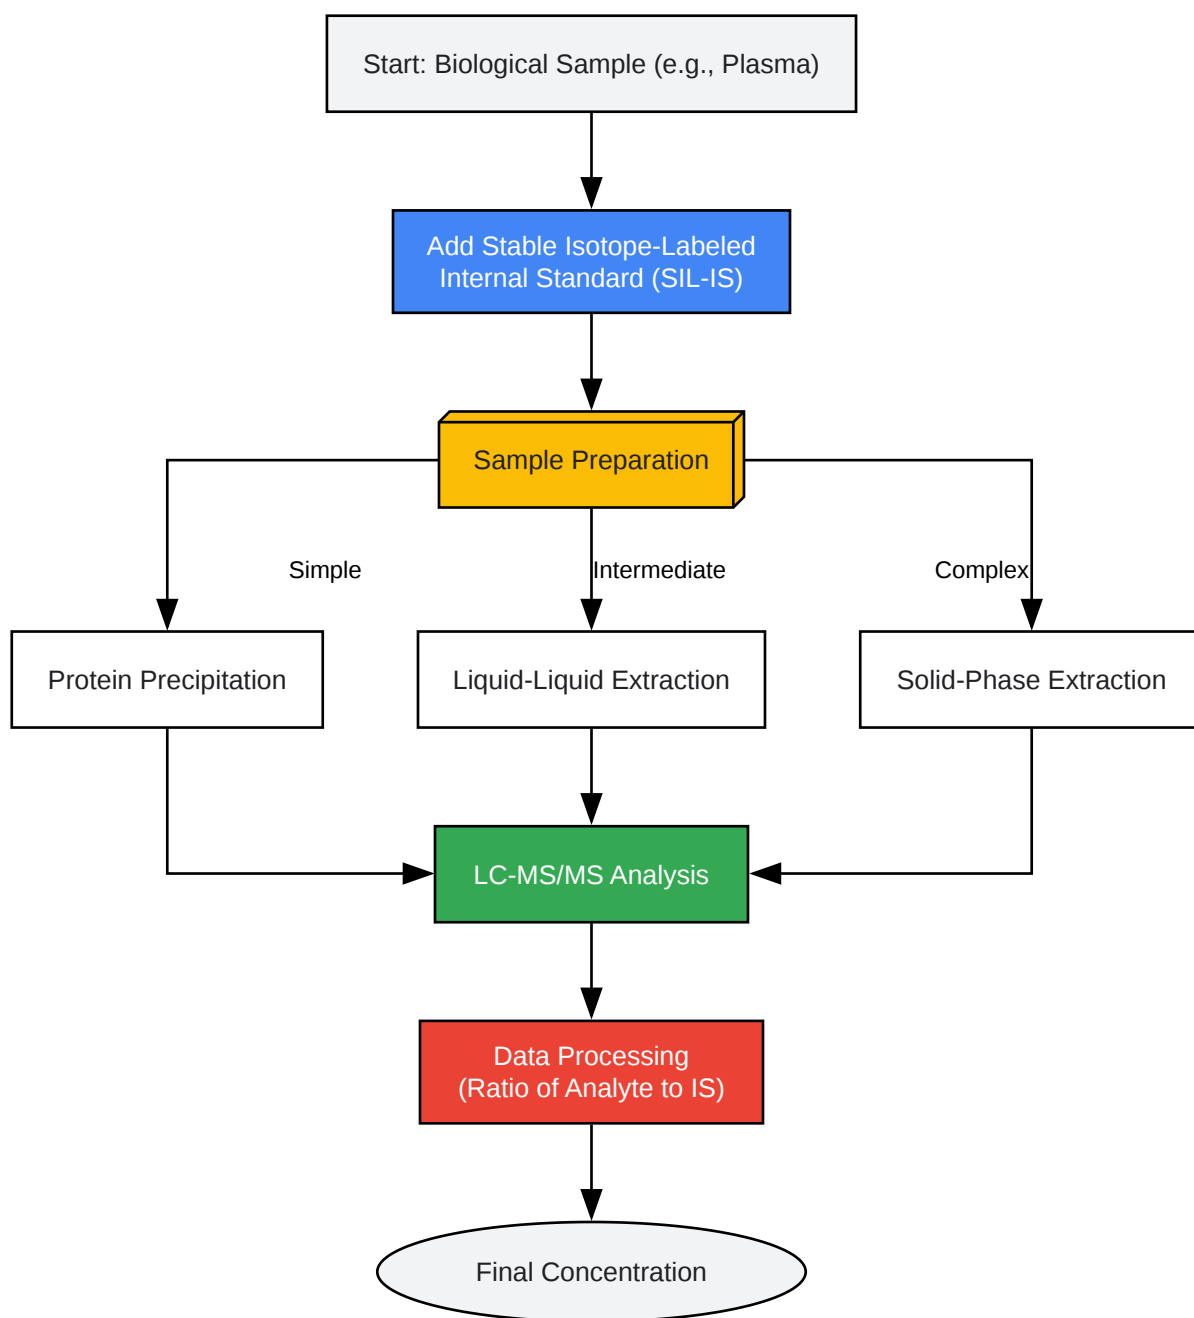 Start: Biological Sample (e.g., Plasma)
Add Stable Isotope-Labeled
Internal Standard (SIL-IS)
Sample Preparation
Simple
Intermediate
Complex
Protein Precipitation
Liquid-Liquid Extraction
Solid-Phase Extraction
LC-MS/MS Analysis
Data Processing
(Ratio of Analyte to IS)
Final Concentration